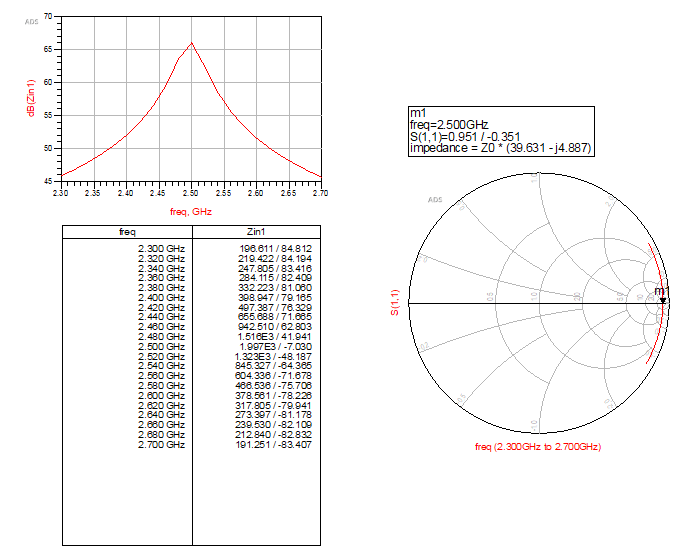 ADS
70
65
60
55
50
45
dB(Zin1)
2.30 2.35 2.40 2.45 2.50 2.55 2.60 2.65 2.70
freq, GHz
freq Zin1
2.300 GHz 196.611 / 84.812
2.320 GHz 219.422 / 84.194
2.340 GHz 247.805 / 83.416
2.360 GHz 284.115 / 82.409
2.380 GHz 332.223 / 81.060
2.400 GHz 398.947 / 79.165
2.420 GHz 497.387 / 76.329
2.440 GHz 655.688 / 71.665
2.460 GHz 942.510 / 62.803
2.480 GHz 1.516E3 / 41.941
2.500 GHz 1.997E3 / -7.030
2.520 GHz 1.323E3 / -48.187
2.540 GHz 845.327 / -64.365
2.560 GHz 604.336 / -71.678
2.580 GHz 466.536 / -75.706
2.600 GHz 378.561 / -78.226
2.620 GHz 317.805 / -79.941
2.640 GHz 273.397 / -81.178
2.660 GHz 239.530 / -82.109
2.680 GHz 212.840 / -82.832
2.700 GHz 191.251 / -83.407
m1
freq=2.500GHz
S(1,1)=0.951 / -0.351
impedance = Z0 * (39.631 - j4.887)
ADS
S(1,1)
0.5
1.0
2.0
5.0
10
m1
freq (2.300GHz to 2.700GHz)